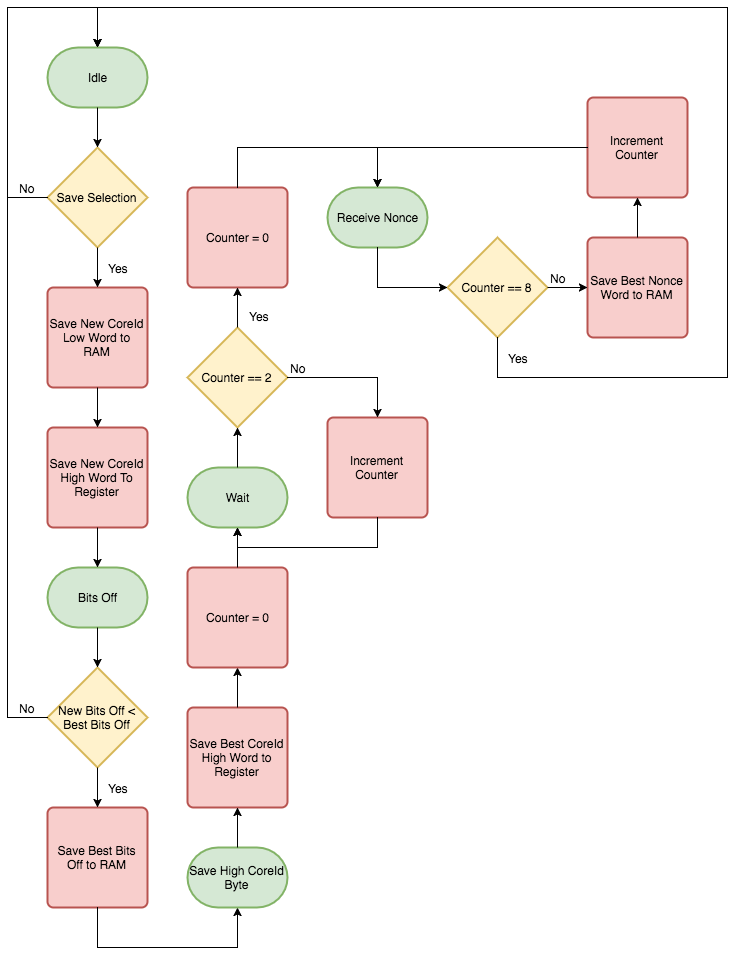 Idle
Save Selection
No
Yes
Save New CoreId
Low Word to
RAM
Save New CoreId
High Word To
Register
Bits Off
New Bits Off <
Best Bits Off
No
Yes
Save Best Bits
Off to RAM
Save High CoreId
Byte
Save Best CoreId
High Word to
Register
Counter = 0
Wait
Counter == 2
No
Increment
Counter
Yes
Counter = 0
Receive Nonce
Counter == 8
No
Save Best Nonce
Word to RAM
Increment
Counter
Yes